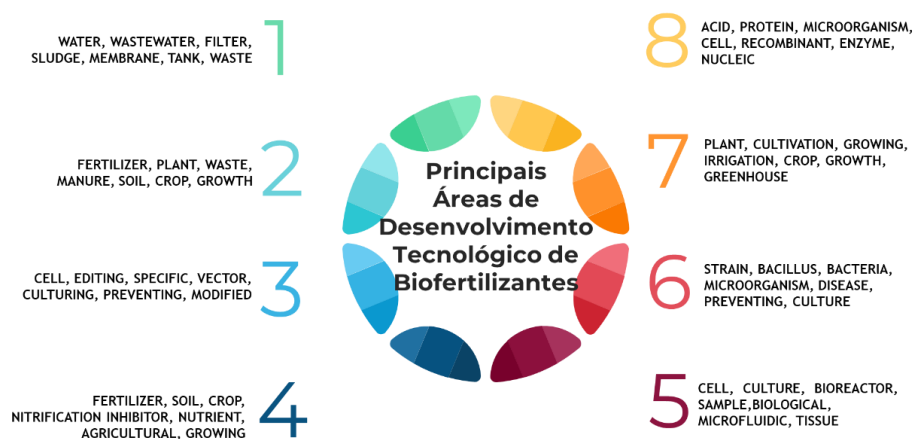 1
WATER, WASTEWATER, FILTER,
SLUDGE, MEMBRANE, TANK, WASTE
2
FERTILIZER, PLANT, WASTE,
MANURE, SOIL, CROP, GROWTH
3
CELL, EDITING, SPECIFIC, VECTOR,
CULTURING, PREVENTING, MODIFIED
4
FERTILIZER, SOIL, CROP,
NITRIFICATION INHIBITOR, NUTRIENT,
AGRICULTURAL, GROWING
Principais
Áreas de
Desenvolvimento
Tecnológico de
Biofertilizantes
8
ACID, PROTEIN, MICROORGANISM,
CELL, RECOMBINANT, ENZYME,
NUCLEIC
7
PLANT, CULTIVATION, GROWING,
IRRIGATION, CROP, GROWTH,
GREENHOUSE
6
STRAIN, BACILLUS, BACTERIA,
MICROORGANISM, DISEASE,
PREVENTING, CULTURE
5
CELL, CULTURE, BIOREACTOR,
SAMPLE,BIOLOGICAL,
MICROFLUIDIC, TISSUE